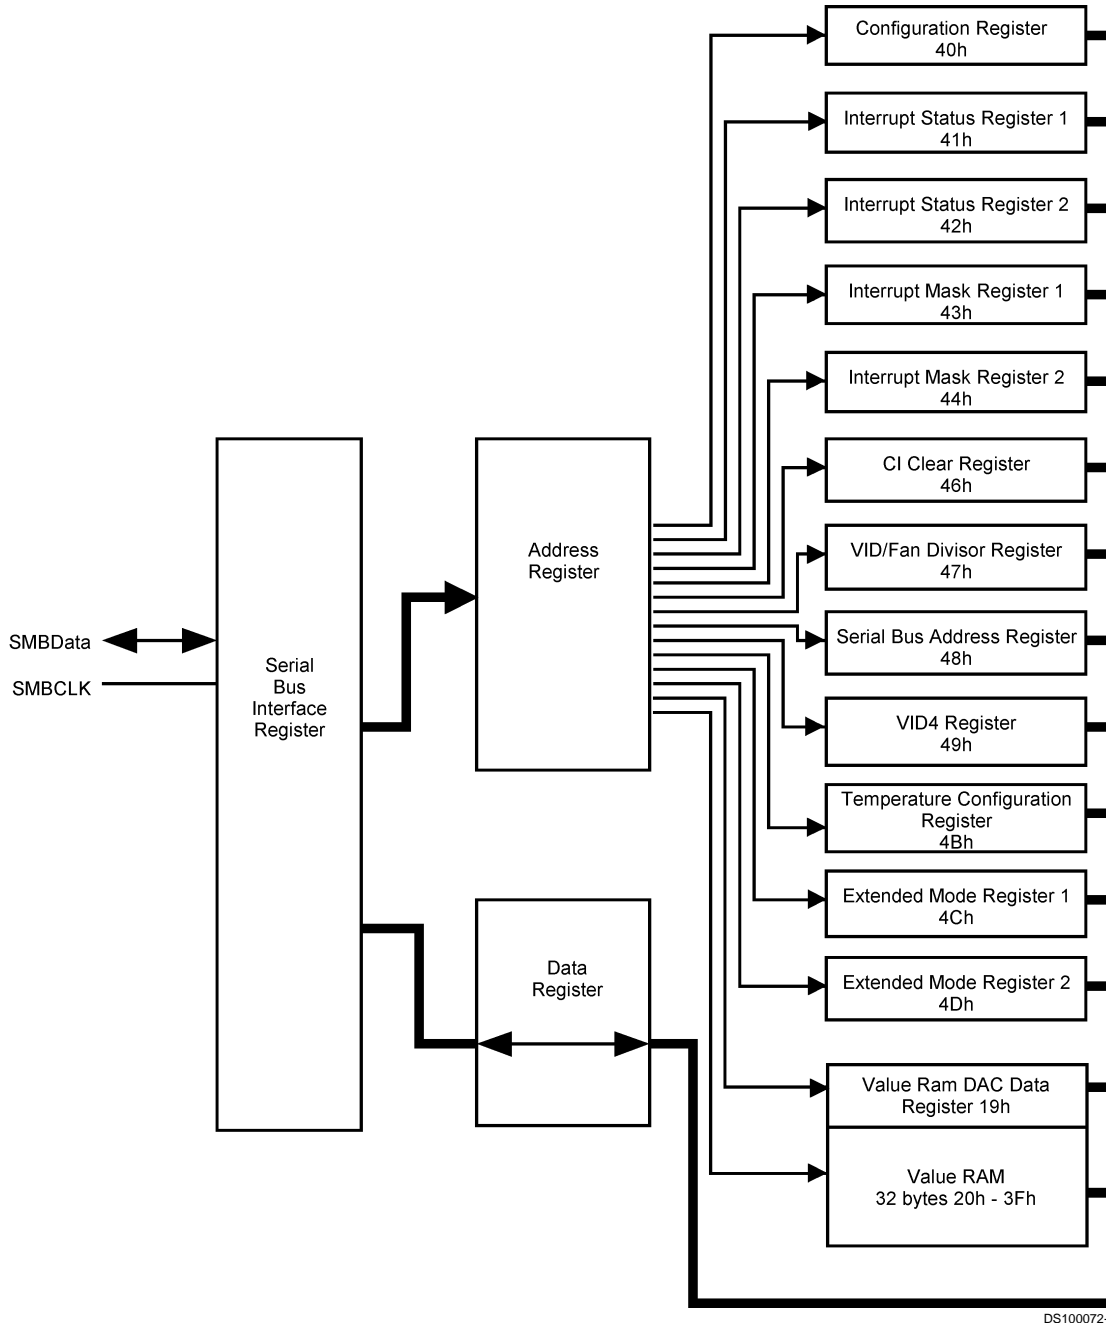 Configuration Register
40h
Interrupt Status Register 1
41h
Interrupt Status Register 2
42h
Interrupt Mask Register 1
43h
Interrupt Mask Register 2
44h
CI Clear Register
46h
VID/Fan Divisor Register
47h
Serial Bus Address Register
48h
VID4 Register
49h
Temperature Configuration
Register
4Bh
Extended Mode Register 1
4Ch
Extended Mode Register 2
4Dh
Value Ram DAC Data
Register 19h
Value RAM
32 bytes 20h - 3Fh
Address
Register
SMBData
SMBCLK
Serial
Bus
Interface
Register
Data
Register
DS100072-